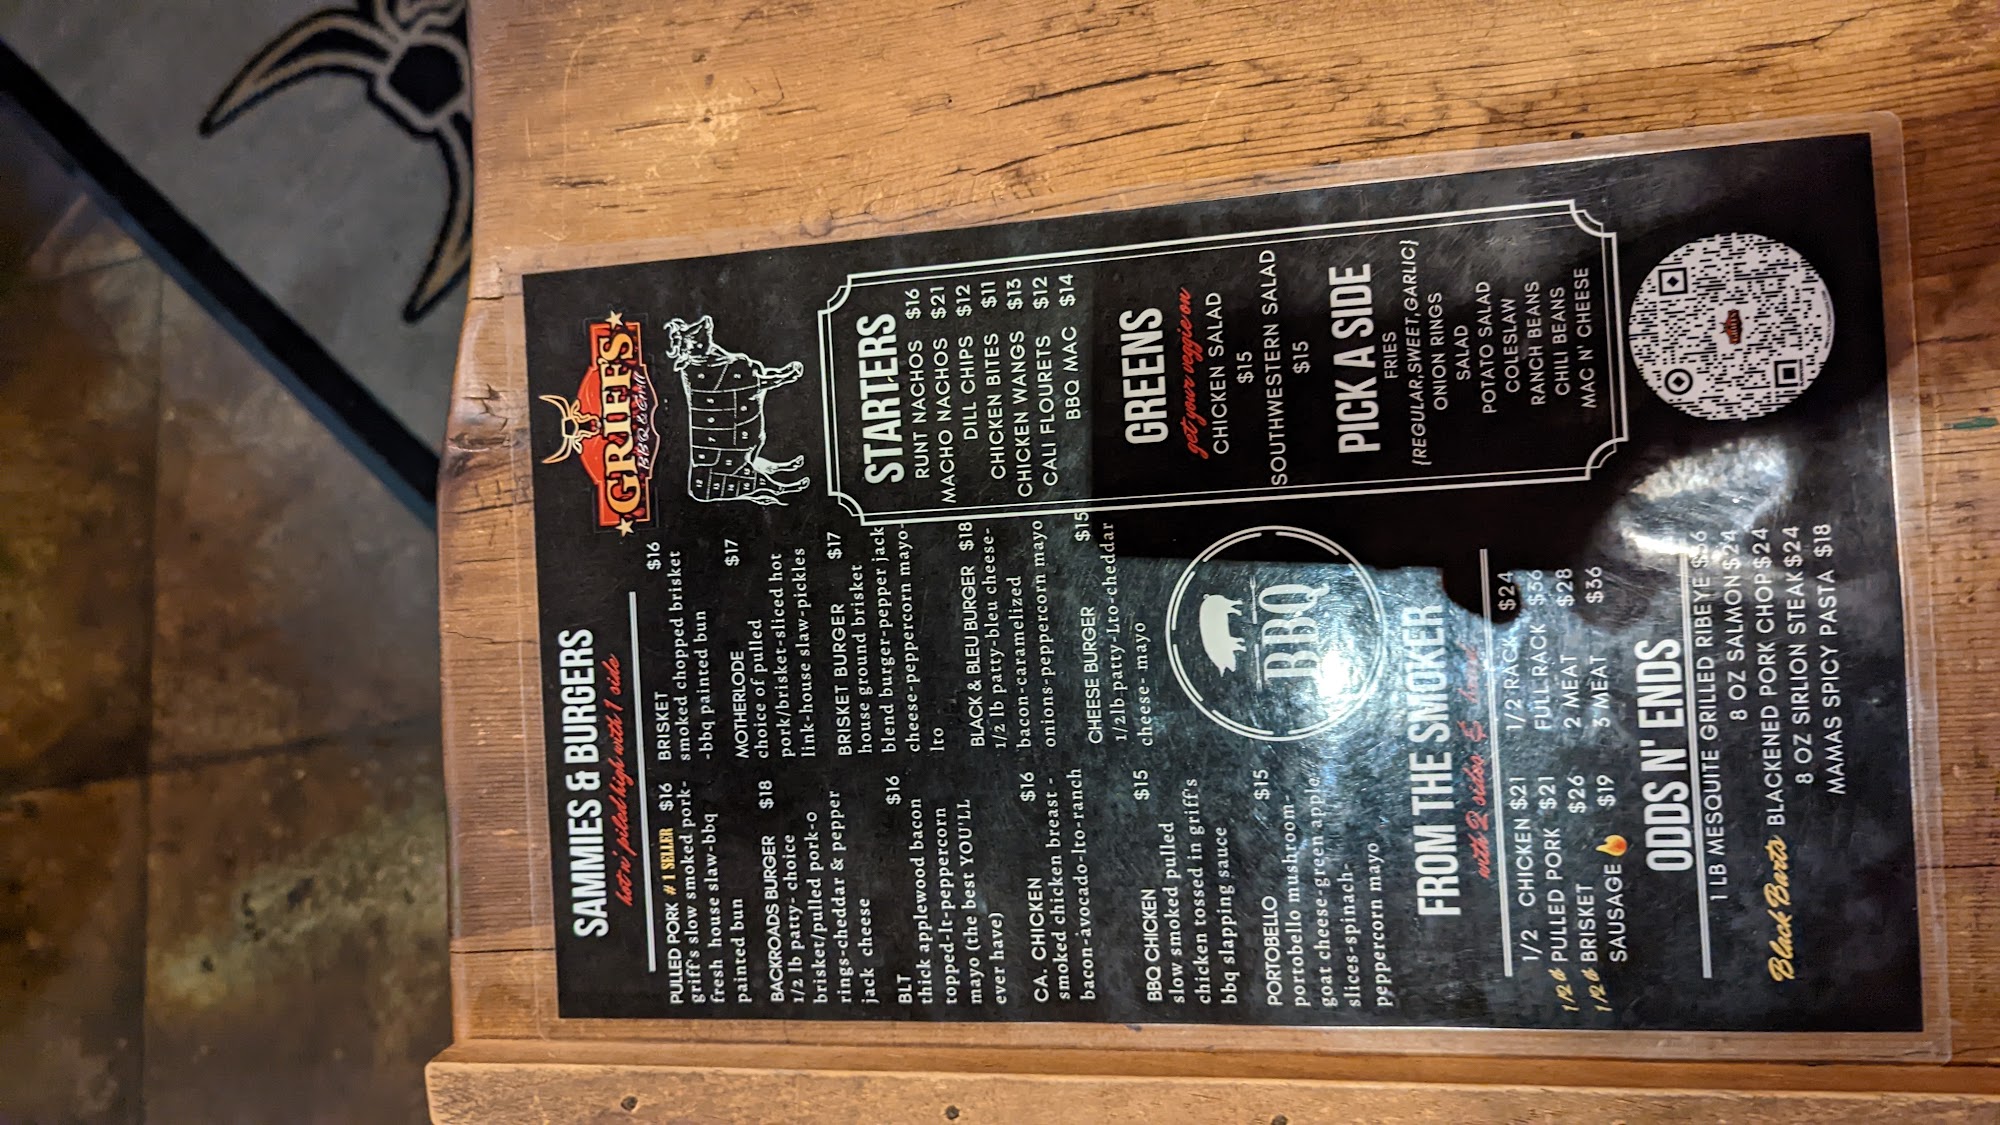 GRIFF'S
BBQ & Grill
SAMMIES & BURGERS
hot n' piled high with 1 side
PULLED PORK #1 SELLER $16
griff's slow smoked pork-
fresh house slaw-bbq
painted bun
BACKROADS BURGER $18
1/2 lb patty- choice
brisket/pulled pork-o
rings-cheddar & pepper
jack cheese
BLT $16
thick applewood bacon
topped-lt-peppercorn
mayo (the best YOU'LL
ever have)
CA. CHICKEN $16
smoked chicken breast -
bacon-avocado-lto-ranch
BBQ CHICKEN $15
slow smoked pulled
chicken tossed in griff's
bbq slapping sauce
PORTOBELLO $15
portobello mushroom-
goat cheese-green apple
slices-spinach-
peppercorn mayo
BRISKET $16
smoked chopped brisket
-bbq painted bun
MOTHERLODE $17
choice of pulled
pork/brisket-sliced hot
link-house slaw-pickles
BRISKET BURGER $17
house ground brisket
blend burger-pepper jack
cheese-peppercorn mayo-
lto
BLACK & BLEU BURGER $18
1/2 lb patty-bleu cheese-
bacon-caramelized
onions-peppercorn mayo
CHEESE BURGER $15
1/2lb patty-Lto-cheddar
cheese- mayo
BBQ
FROM THE SMOKER
with 2 sides & bread
1/2 CHICKEN $21
1/2 lb PULLED PORK $21
1/2 lb BRISKET $26
SAUSAGE $19
1/2 RACK $24
FULL RACK $36
2 MEAT $28
3 MEAT $36
ODDS N' ENDS
1 LB MESQUITE GRILLED RIBEYE $36
8 OZ SALMON $24
Black Barts BLACKENED PORK CHOP $24
8 OZ SIRLION STEAK $24
MAMAS SPICY PASTA $18
STARTERS
RUNT NACHOS $16
MACHO NACHOS $21
DILL CHIPS $12
CHICKEN BITES $11
CHICKEN WANGS $13
CALI FLOURETS $12
BBQ MAC $14
GREENS
get your veggie on
CHICKEN SALAD
$15
SOUTHWESTERN SALAD
$15
PICK A SIDE
FRIES
{REGULAR,SWEET,GARLIC}
ONION RINGS
SALAD
POTATO SALAD
COLESLAW
RANCH BEANS
CHILI BEANS
MAC N' CHEESE